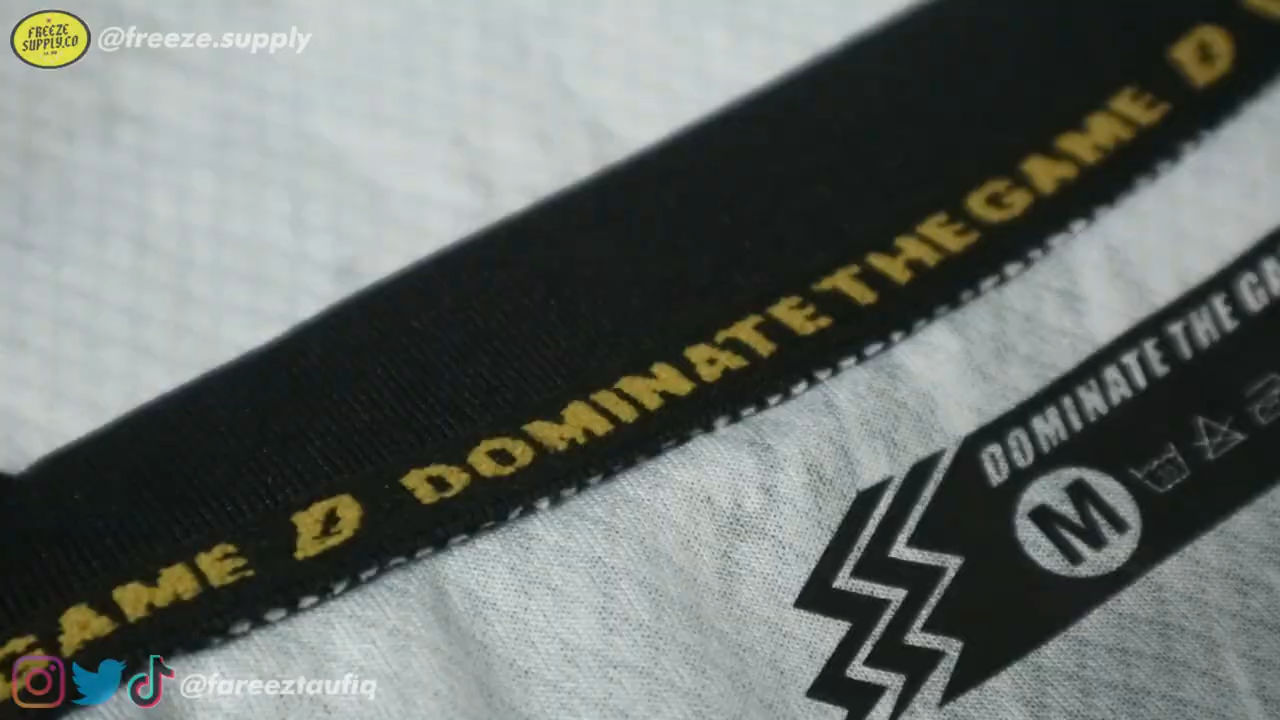 FREEZE
SUPPLY.CO
@freeze.supply
GAME D DOMINATE THE GAME D
DOMINATE THE GA
M
@fareeztaufiq